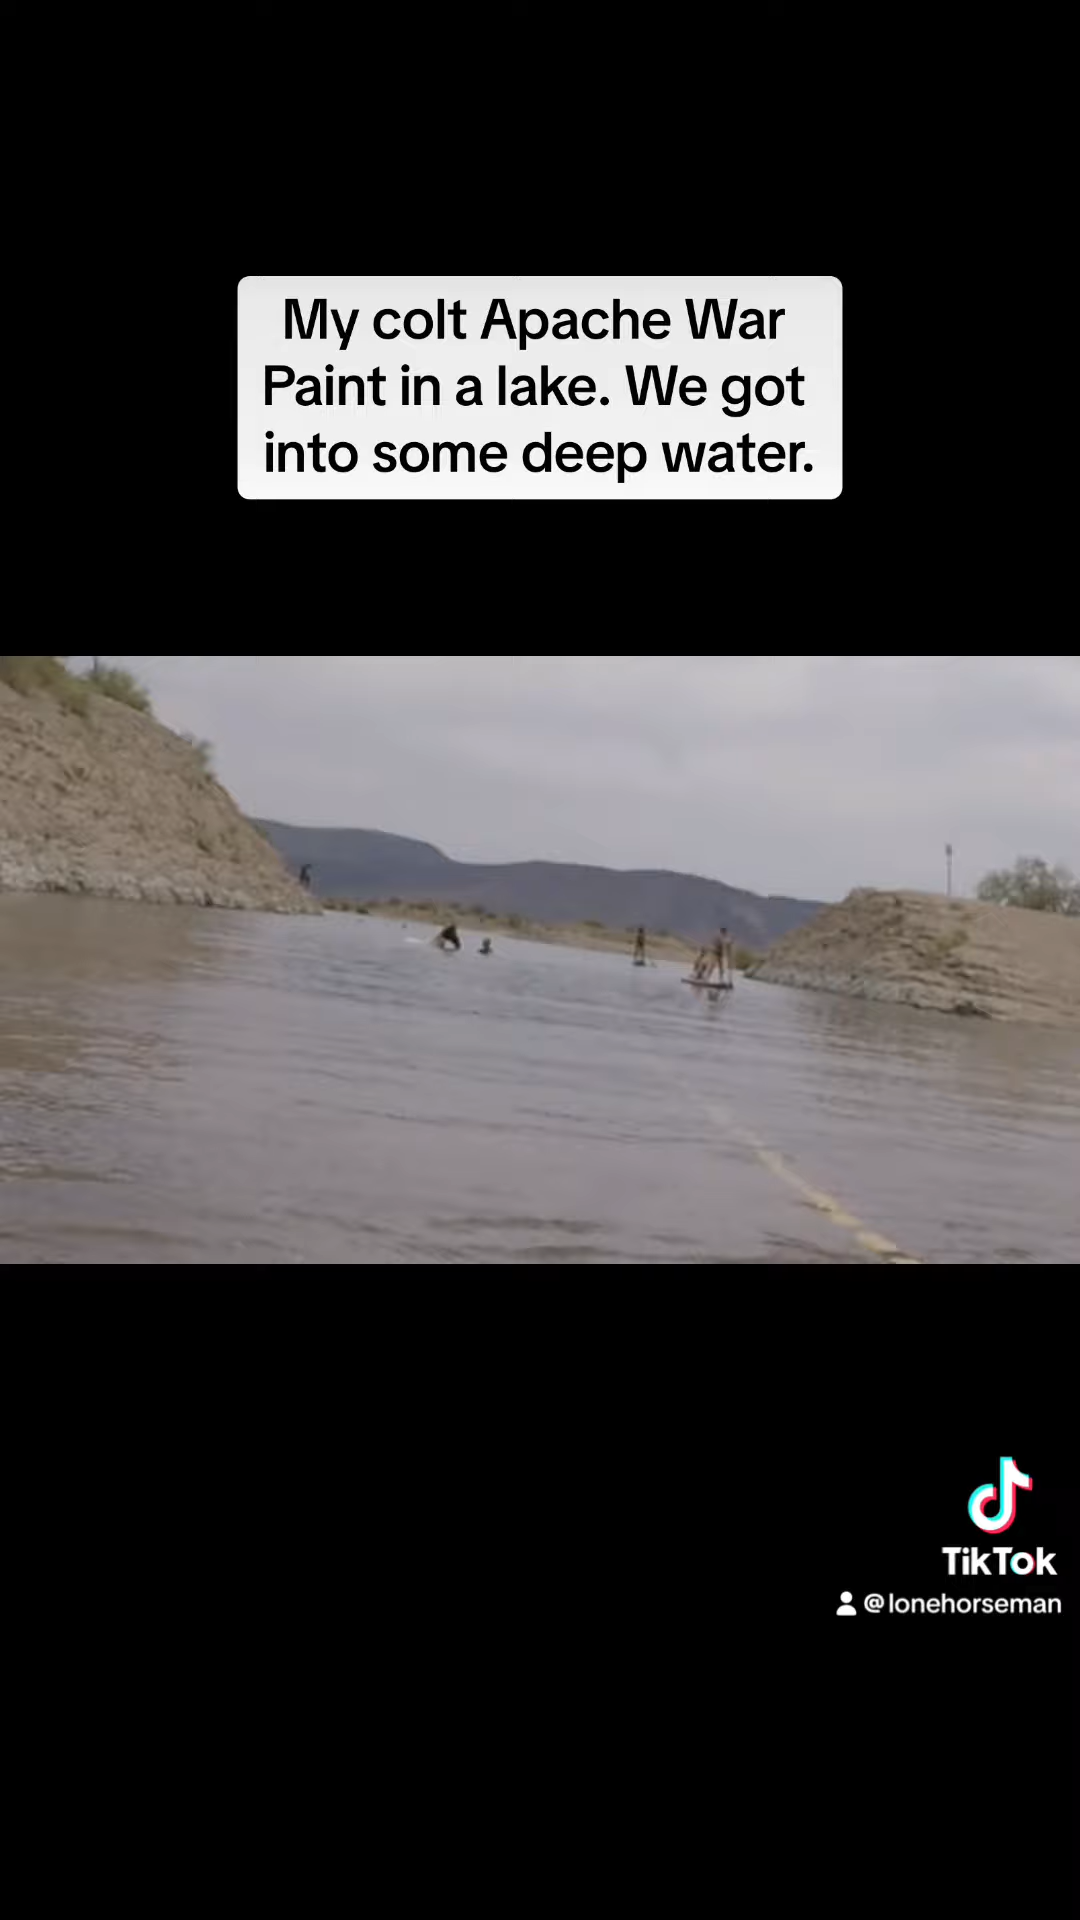 My colt Apache War
Paint in a lake. We got
into some deep water.
TikTok
@lonehorseman